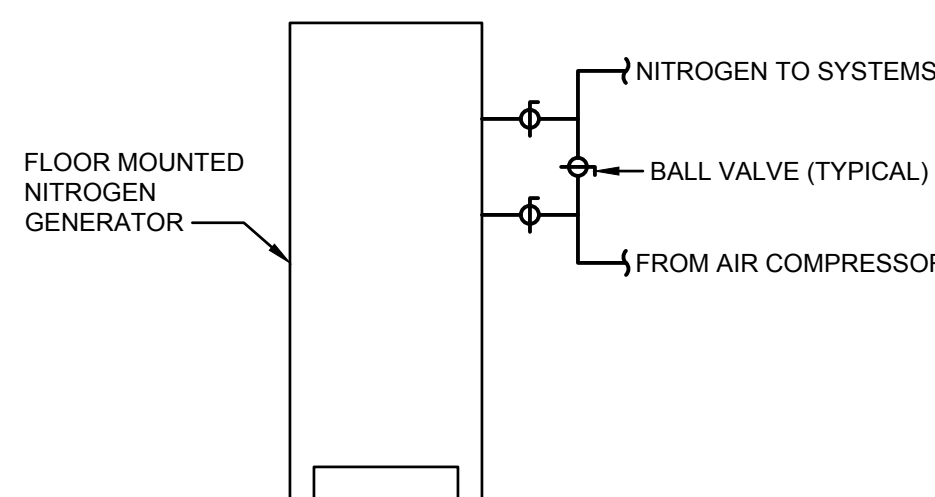 NITROGEN TO SYSTEMS
FLOOR MOUNTED
NITROGEN
GENERATOR
BALL VALVE (TYPICAL)
FROM AIR COMPRESSOR